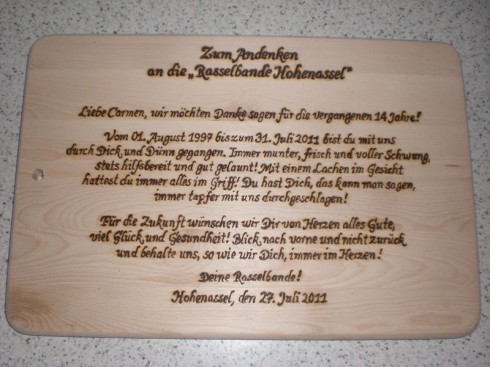 Zum Andenken
an die „Rasselbande Hohenassel"
Liebe Carmen, wir möchten Danke sagen für die vergangenen 14 Jahre!
Vom 01. August 1997 bis zum 31. Juli 2011 bist du mit uns
durch Dick und Dünn gegangen. Immer munter, frisch und voller Schwung,
stets hilfsbereit und gut gelaunt! Mit einem Lachen im Gesicht
hattest du immer alles im Griff! Du hast Dich, das kann man sagen,
immer tapfer mit uns durchgeschlagen!
Für die Zukunft wünschen wir Dir von Herzen alles Gute,
viel Glück und Gesundheit! Blick nach vorne und nicht zurück
und behalte uns, so wie wir Dich, immer im Herzen!
Deine Rasselbande!
Hohenassel, den 27. Juli 2011